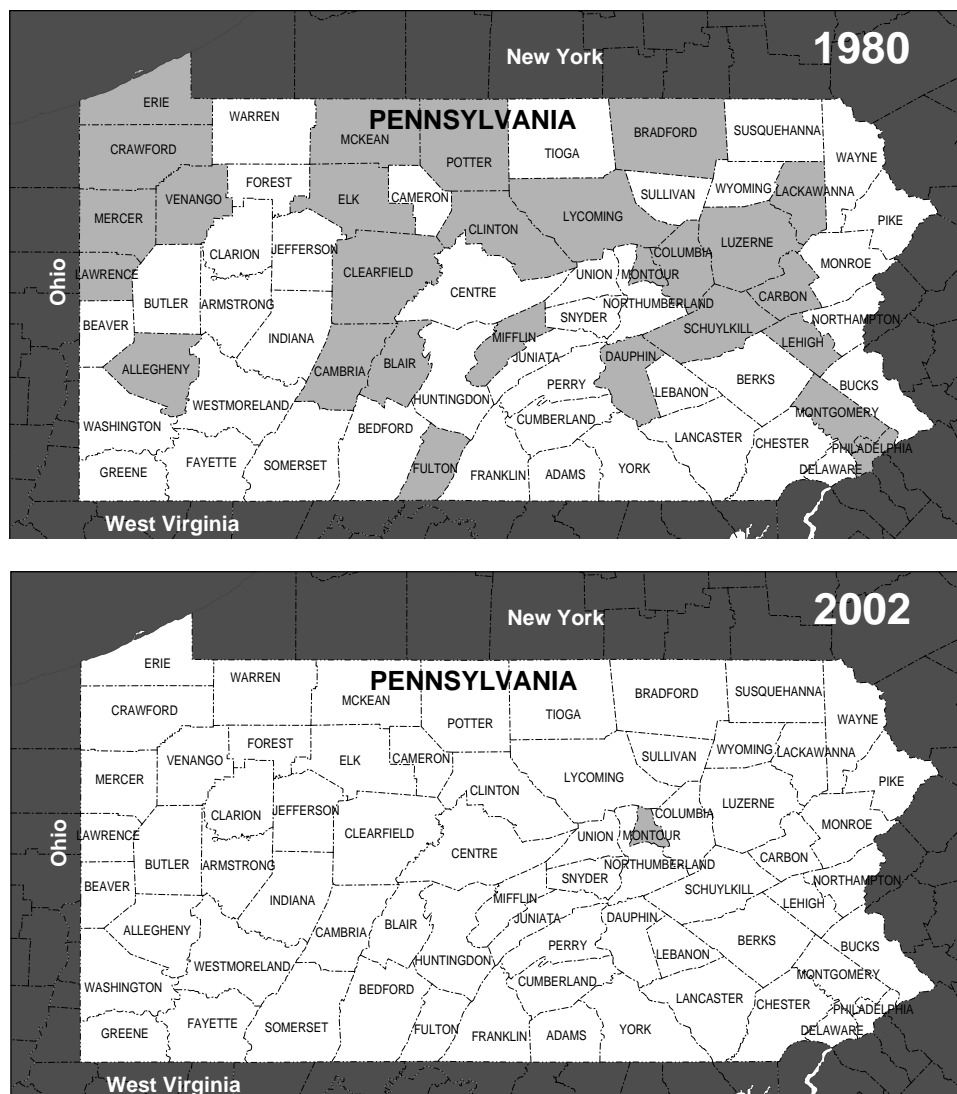 New York
1980
ERIE
WARREN
PENNSYLVANIA
MCKEAN
BRADFORD
SUSQUEHANNA
CRAWFORD
POTTER
TIOGA
WAYNE
FOREST
VENANGO
ELK
CAMERON
SULLIVAN
WYOMING
LACKAWANNA
MERCER
LYCOMING
PIKE
CLINTON
CLARION
JEFFERSON
COLUMBIA
LUZERNE
MONROE
Ohio
LAWRENCE
CLEARFIELD
UNION
MONTOUR
BUTLER
ARMSTRONG
CENTRE
CARBON
NORTHUMBERLAND
BEAVER
SNYDER
NORTHAMPTON
SCHUYLKILL
INDIANA
MIFFLIN
LEHIGH
ALLEGHENY
CAMBRIA
BLAIR
JUNIATA
DAUPHIN
PERRY
BERKS
BUCKS
WESTMORELAND
HUNTINGDON
LEBANON
MONTGOMERY
WASHINGTON
BEDFORD
CUMBERLAND
LANCASTER
CHESTER
PHILADELPHIA
GREENE
FAYETTE
SOMERSET
FULTON
FRANKLIN
ADAMS
YORK
DELAWARE
West Virginia
New York
2002
ERIE
WARREN
PENNSYLVANIA
MCKEAN
BRADFORD
SUSQUEHANNA
CRAWFORD
POTTER
TIOGA
WAYNE
FOREST
VENANGO
ELK
CAMERON
SULLIVAN
WYOMING
LACKAWANNA
MERCER
LYCOMING
PIKE
CLINTON
CLARION
JEFFERSON
COLUMBIA
LUZERNE
MONROE
Ohio
LAWRENCE
CLEARFIELD
UNION
MONTOUR
BUTLER
ARMSTRONG
CENTRE
CARBON
NORTHUMBERLAND
BEAVER
SNYDER
NORTHAMPTON
SCHUYLKILL
INDIANA
MIFFLIN
LEHIGH
ALLEGHENY
CAMBRIA
BLAIR
JUNIATA
DAUPHIN
PERRY
BERKS
BUCKS
WESTMORELAND
HUNTINGDON
LEBANON
MONTGOMERY
WASHINGTON
BEDFORD
CUMBERLAND
LANCASTER
CHESTER
PHILADELPHIA
GREENE
FAYETTE
SOMERSET
FULTON
FRANKLIN
ADAMS
YORK
DELAWARE
West Virginia